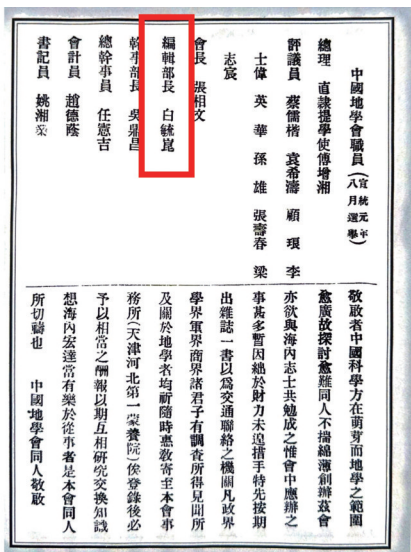 中國地學會職員(宣統元年八月選舉)
總理 直隸提學使傅增湘
評議員 蔡儒楷 袁希濤 顧琅 李
士偉 英華 孫雄 張壽春 梁
志宸
會長 張相文
編輯部長 白毓崑
幹事部長 吳鼎昌
總幹事員 任憲吉
會計員 趙德蔭
書記員 姚湘
敬啟者中國科學方在萌芽而地學之範圍
愈廣故探討愈難同人不揣綿薄創辦茲會
亦欲與海內志士共勉成之惟會中應辦之
事甚多暫因絀於財力未遑措手特先按期
出雜誌一書以爲交通聯絡之機關凡政界
學界軍界商界諸君子有調查所得見聞所
及關於地學者均祈隨時惠教寄至本會事
務所(天津河北第一蒙養院)俟登錄後必
予以相當之酬報以期互相研究交換知識
想海內宏達當有樂於從事者是本會同人
所切禱也 中國地學會同人敬啟